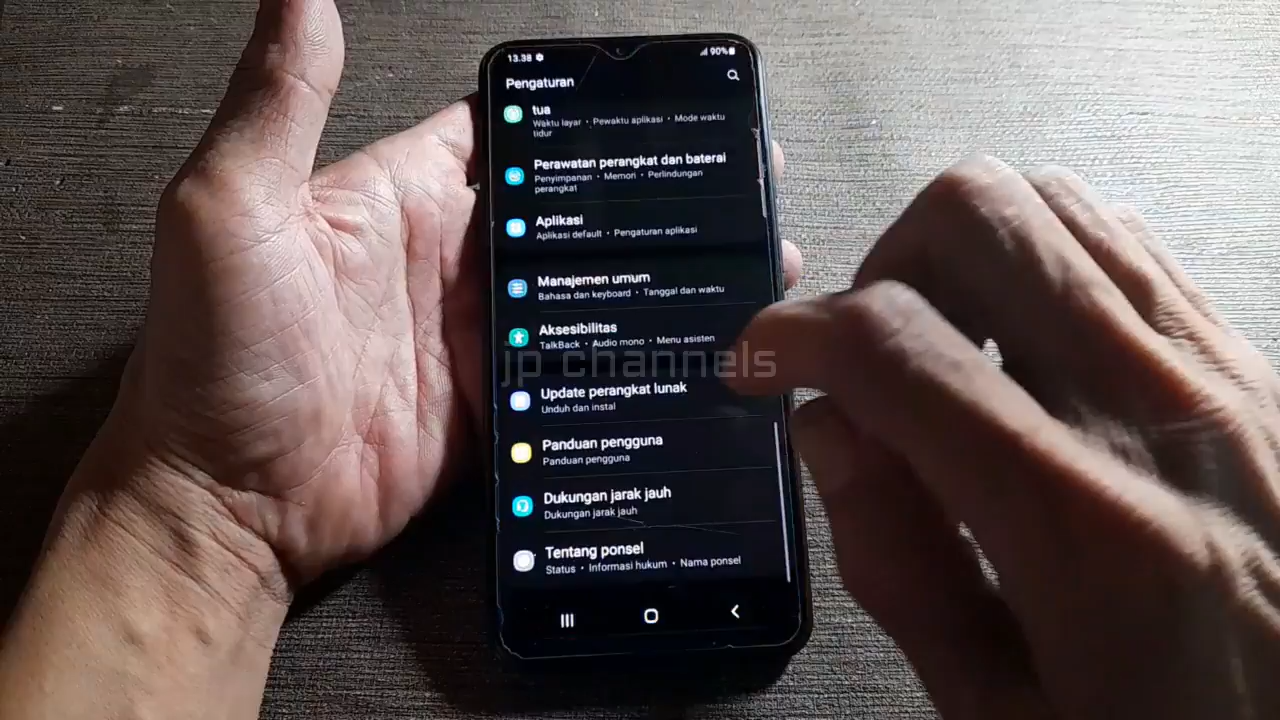 13.38
90%
Pengaturan
tua
Waktu layar • Pewaktu aplikasi • Mode waktu
tidur
Perawatan perangkat dan baterai
Penyimpanan • Memori • Perlindungan
perangkat
Aplikasi
Aplikasi default • Pengaturan aplikasi
Manajemen umum
Bahasa dan keyboard • Tanggal dan waktu
Aksesibilitas
TalkBack • Audio mono • Menu asisten
jp channels
Update perangkat lunak
Unduh dan instal
Panduan pengguna
Panduan pengguna
Dukungan jarak jauh
Dukungan jarak jauh
Tentang ponsel
Status • Informasi hukum • Nama ponsel